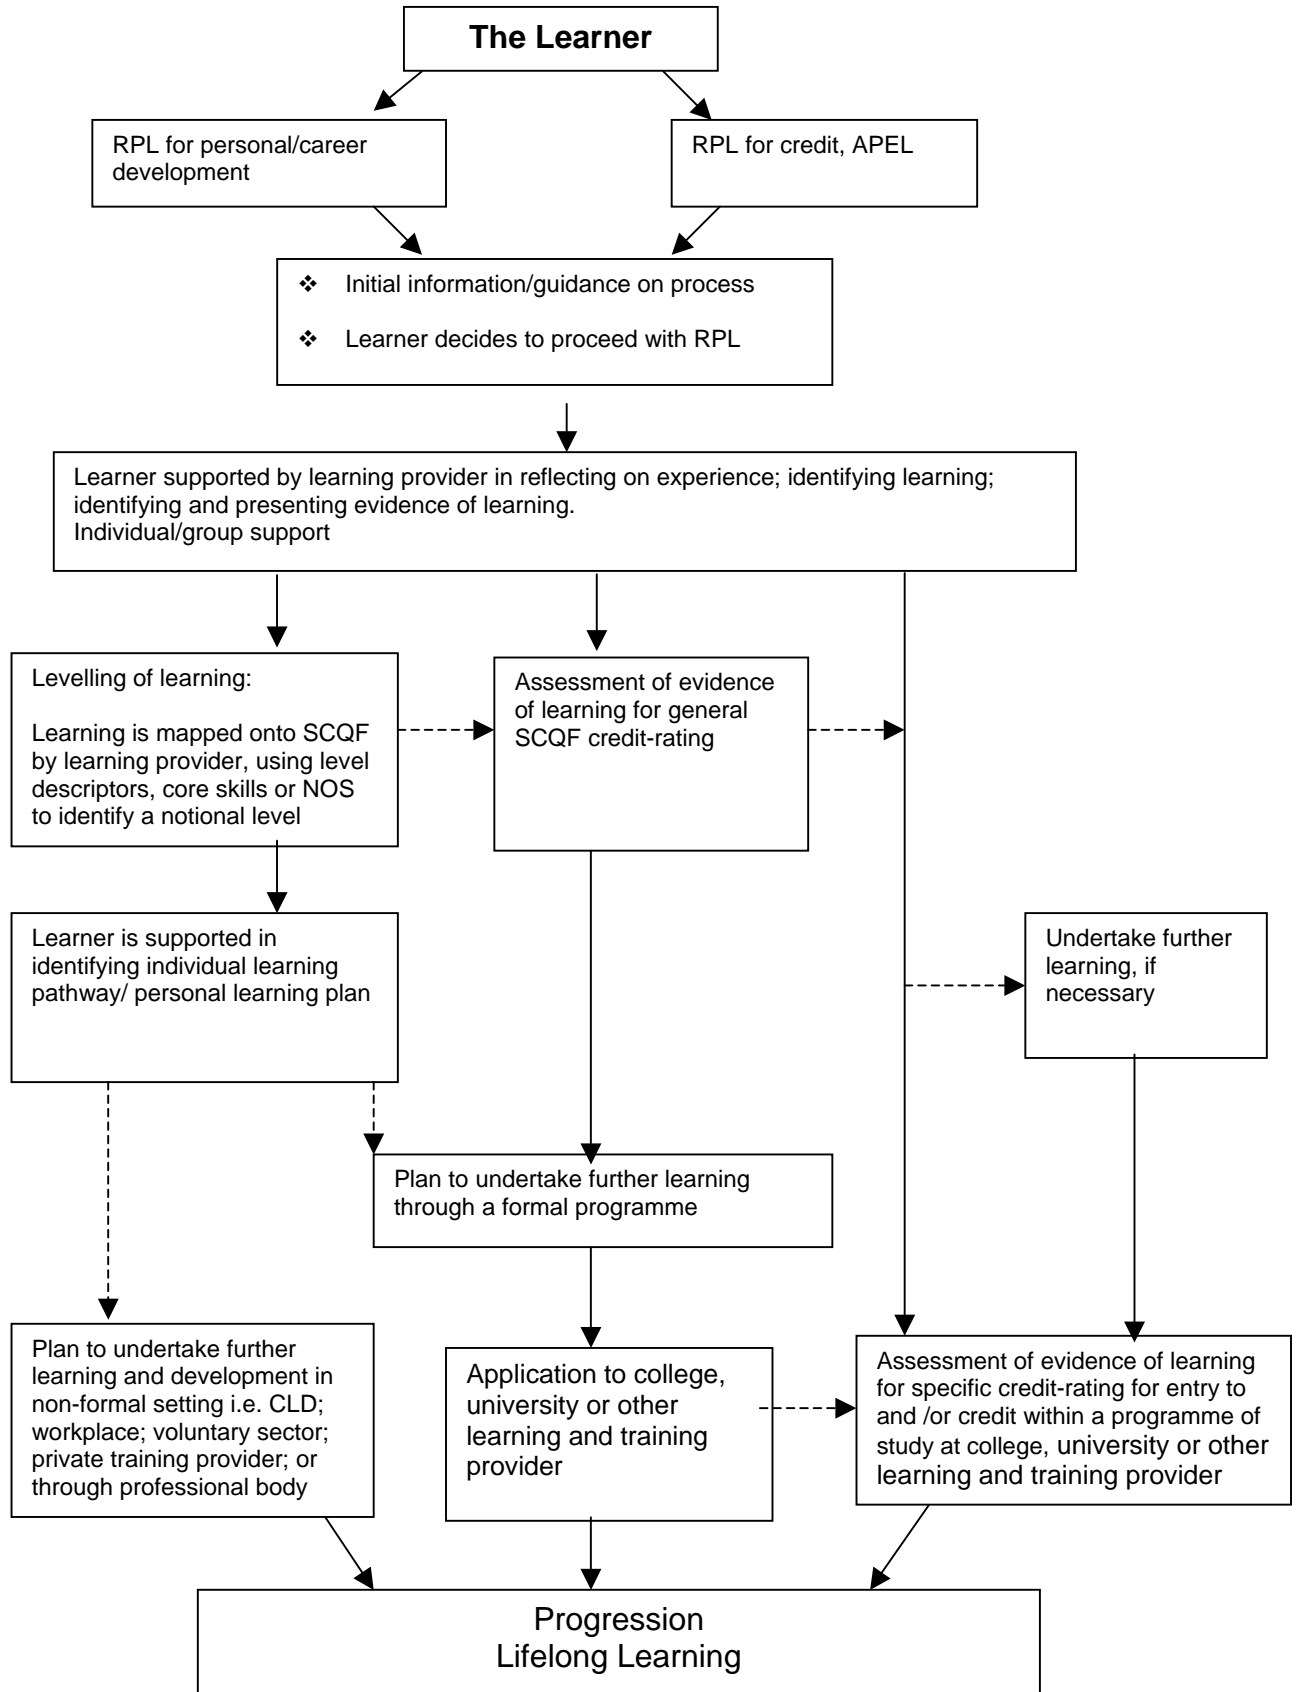 The Learner
RPL for personal/career
development
RPL for credit, APEL
❖ Initial information/guidance on process
❖ Learner decides to proceed with RPL
Learner supported by learning provider in reflecting on experience; identifying learning;
identifying and presenting evidence of learning.
Individual/group support
Levelling of learning:
Learning is mapped onto SCQF
by learning provider, using level
descriptors, core skills or NOS
to identify a notional level
Assessment of evidence
of learning for general
SCQF credit-rating
Learner is supported in
identifying individual learning
pathway/ personal learning plan
Undertake further
learning, if
necessary
Plan to undertake further learning
through a formal programme
Plan to undertake further
learning and development in
non-formal setting i.e. CLD;
workplace; voluntary sector;
private training provider; or
through professional body
Application to college,
university or other
learning and training
provider
Assessment of evidence of learning
for specific credit-rating for entry to
and /or credit within a programme of
study at college, university or other
learning and training provider
Progression
Lifelong Learning